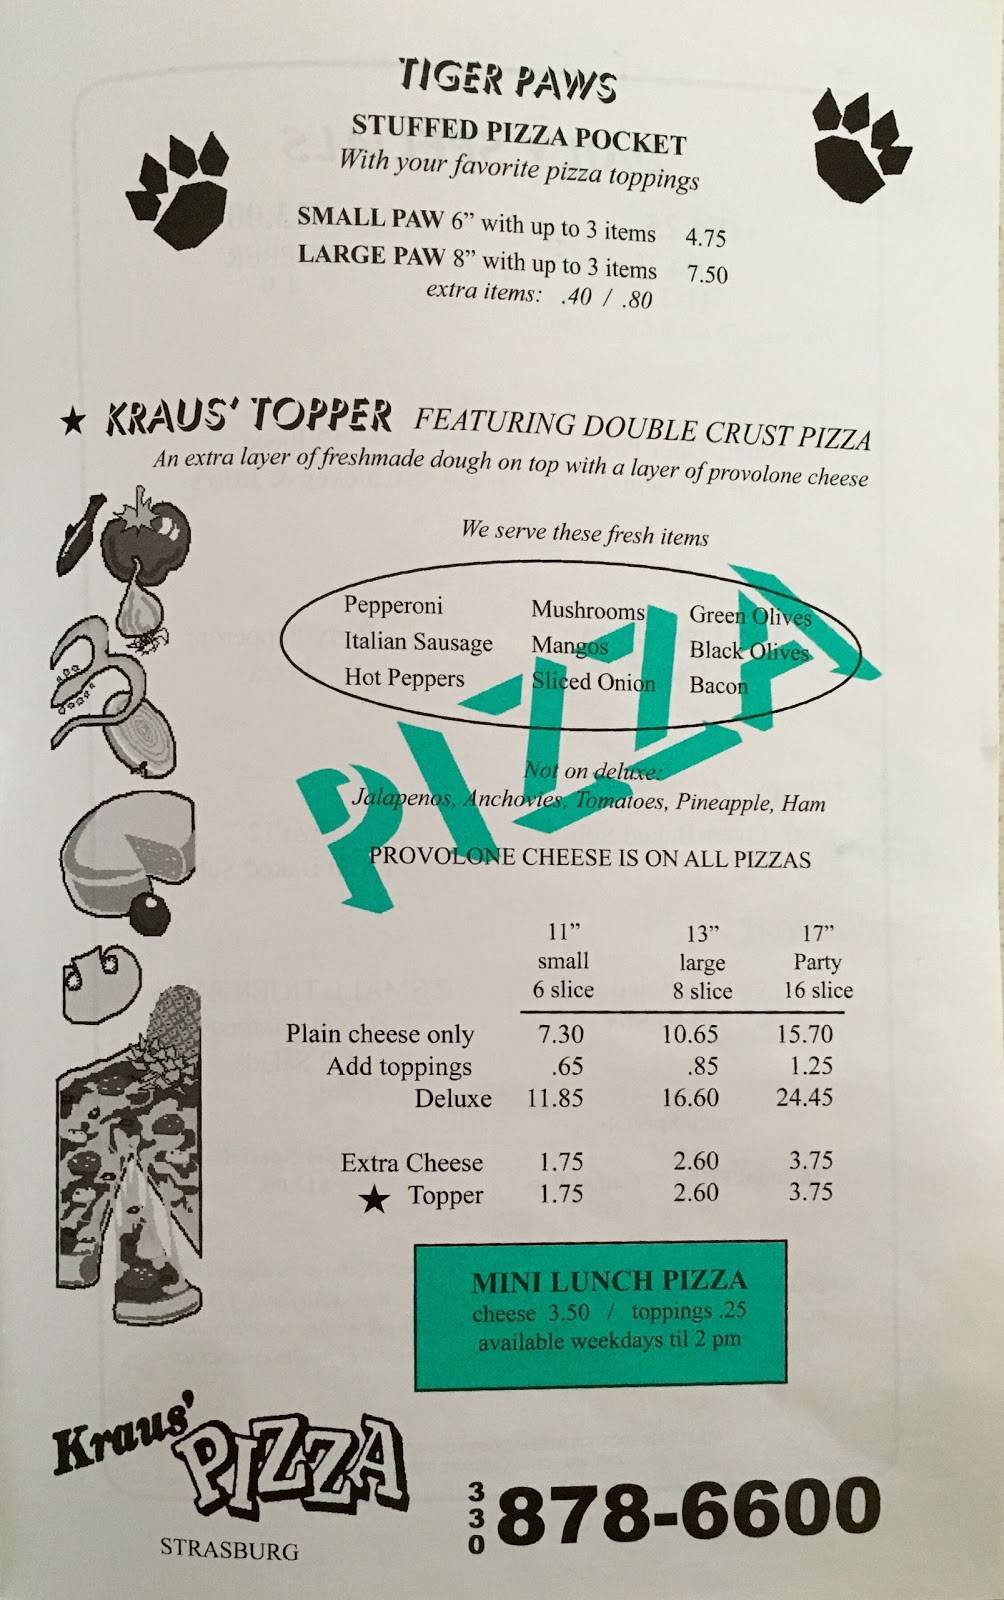 TIGER PAWS
STUFFED PIZZA POCKET
With your favorite pizza toppings
SMALL PAW 6" with up to 3 items 4.75
LARGE PAW 8" with up to 3 items 7.50
extra items: .40 / .80
★ KRAUS' TOPPER FEATURING DOUBLE CRUST PIZZA
An extra layer of freshmade dough on top with a layer of provolone cheese
We serve these fresh items
Pepperoni Mushrooms Green Olives
Italian Sausage Mangos Black Olives
Hot Peppers Sliced Onion Bacon
PIZZA
Not on deluxe:
Jalapenos, Anchovies, Tomatoes, Pineapple, Ham
PROVOLONE CHEESE IS ON ALL PIZZAS
11" 13" 17"
small large Party
6 slice 8 slice 16 slice
Plain cheese only 7.30 10.65 15.70
Add toppings .65 .85 1.25
Deluxe 11.85 16.60 24.45
Extra Cheese 1.75 2.60 3.75
★ Topper 1.75 2.60 3.75
MINI LUNCH PIZZA
cheese 3.50 / toppings .25
available weekdays til 2 pm
Kraus' PIZZA
STRASBURG
330 878-6600